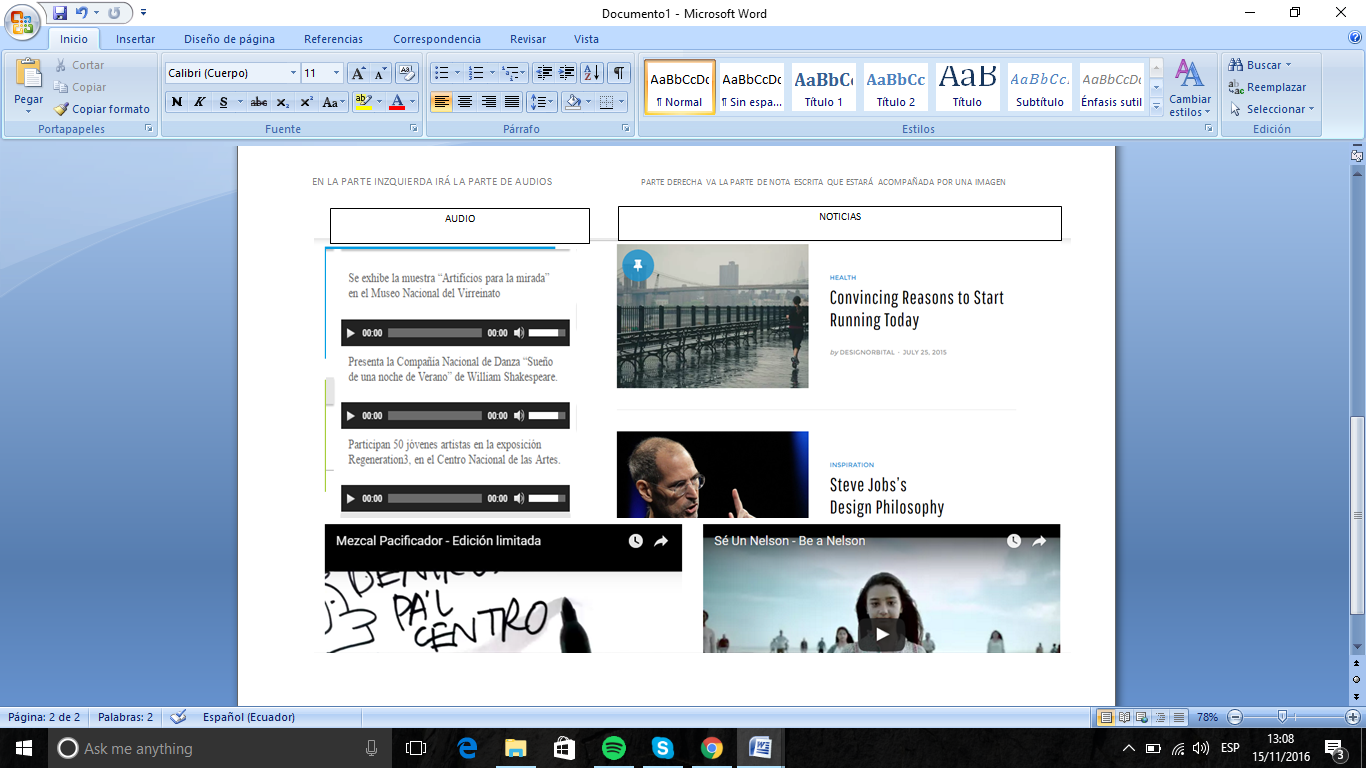 Documento1 - Microsoft Word
Inicio
Insertar
Diseño de página
Referencias
Correspondencia
Revisar
Vista
Pegar
Cortar
Copiar
Copiar formato
Portapapeles
Calibri (Cuerpo)
11
N K S abc x₂ x² Aa
Fuente
Párrafo
AaBbCcDc
¶ Normal
AaBbCcDc
¶ Sin espa...
AaBbCc
Título 1
AaBbCc
Título 2
AaB
Título
AaBbCc.
Subtítulo
AaBbCcDc
Énfasis sutil
Cambiar
estilos
Estilos
Buscar
Reemplazar
Seleccionar
Edición
EN LA PARTE INZQUIERDA IRÁ LA PARTE DE AUDIOS
PARTE DERECHA VA LA PARTE DE NOTA ESCRITA QUE ESTARÁ ACOMPAÑADA POR UNA IMAGEN
AUDIO
NOTICIAS
Se exhibe la muestra “Artificios para la mirada”
en el Museo Nacional del Virreinato
00:00 00:00
Presenta la Compañía Nacional de Danza “Sueño
de una noche de Verano” de William Shakespeare.
00:00 00:00
Participan 50 jóvenes artistas en la exposición
Regeneration3, en el Centro Nacional de las Artes.
00:00 00:00
HEALTH
Convincing Reasons to Start
Running Today
by DESIGNORBITAL - JULY 25, 2015
INSPIRATION
Steve Jobs’s
Design Philosophy
Mezcal Pacificador - Edición limitada
PA'L
CENTRO
Sé Un Nelson - Be a Nelson
Página: 2 de 2
Palabras: 2
Español (Ecuador)
78%
Ask me anything
ESP
13:08
15/11/2016
3